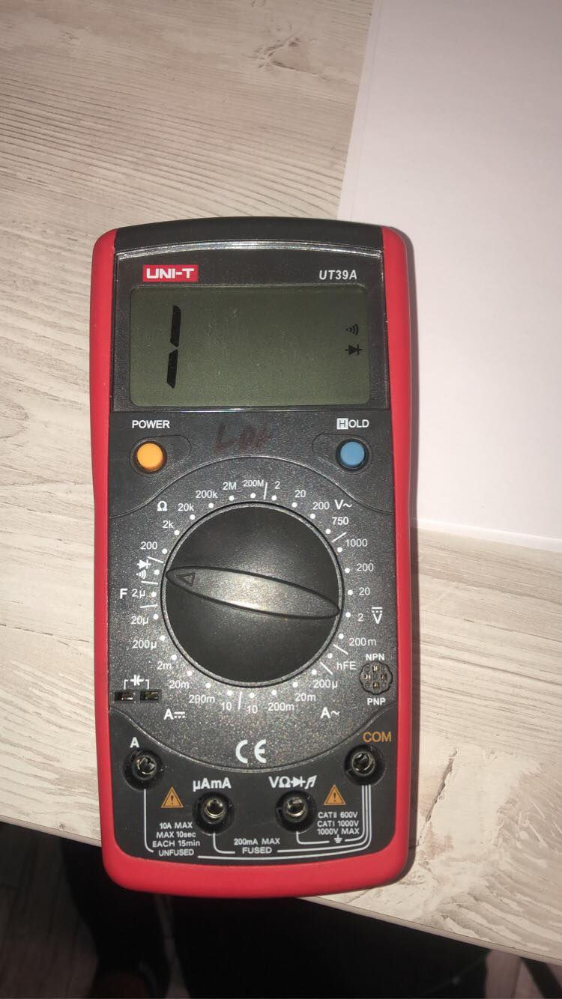 UNI-T UT39A
1
POWER HOLD
Ω 200 2k 20k 200k 2M 200M
2 20 200 750 V~
1000 200 20 2 200m V
hFE
NPN
PNP
F 2μ
20μ 200μ 2m 20m 200m 10 A
10 200m 20m 200μ A~
CE
A COM
μAmA VΩ
10A MAX
MAX 10sec
EACH 15min
UNFUSED
200mA MAX
FUSED
CATII 600V
CATI 1000V
1000V MAX